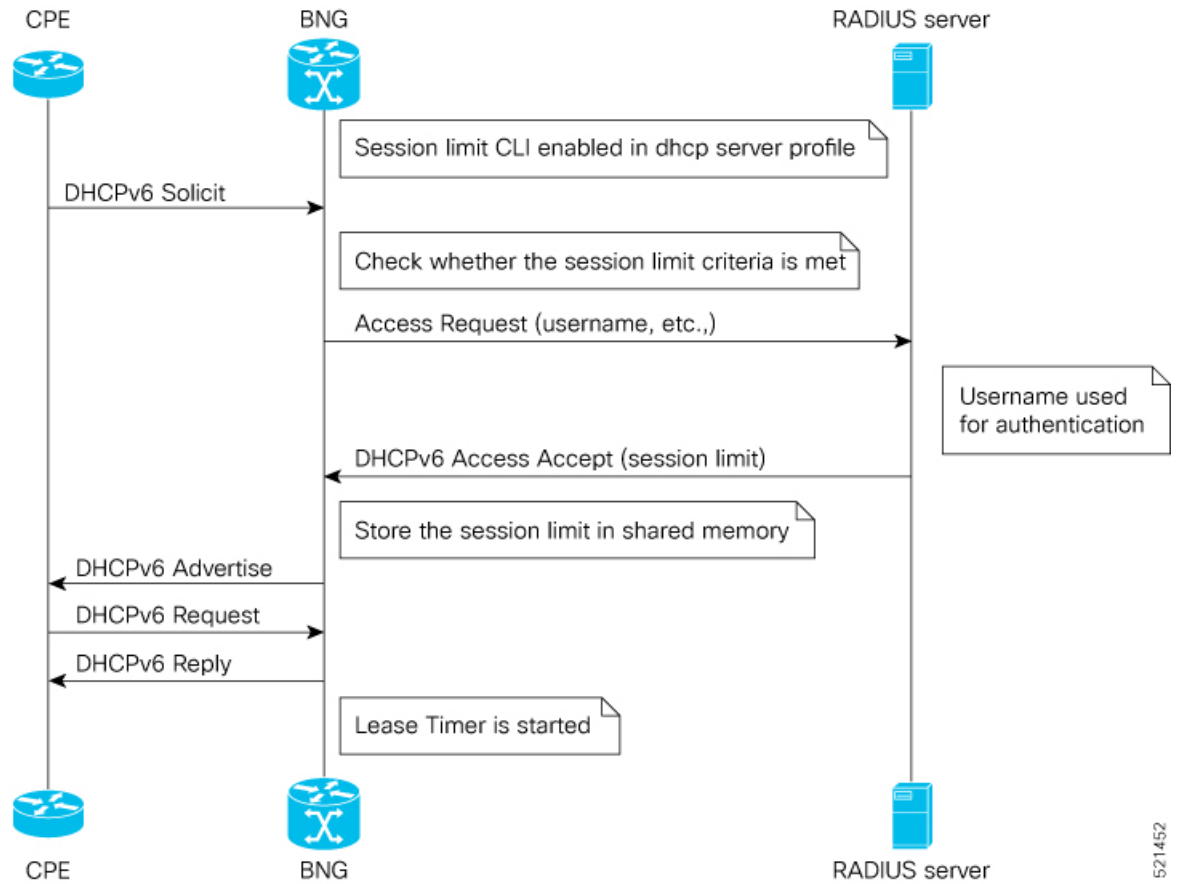 CPE
BNG
RADIUS server
Session limit CLI enabled in dhcp server profile
DHCPv6 Solicit
Check whether the session limit criteria is met
Access Request (username, etc.,)
Username used
for authentication
DHCPv6 Access Accept (session limit)
Store the session limit in shared memory
DHCPv6 Advertise
DHCPv6 Request
DHCPv6 Reply
Lease Timer is started
CPE
BNG
RADIUS server
521452